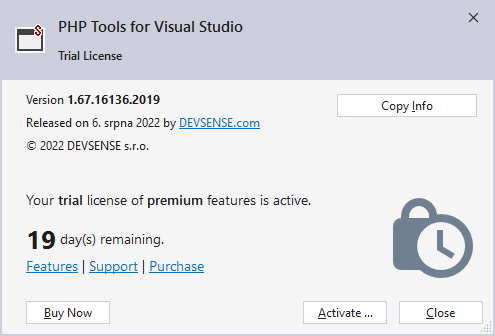 PHP Tools for Visual Studio
Trial License
Version 1.67.16136.2019
Copy Info
Released on 6. srpna 2022 by DEVSENSE.com
© 2022 DEVSENSE s.r.o.
Your trial license of premium features is active.
19 day(s) remaining.
Features | Support | Purchase
Buy Now
Activate ...
Close